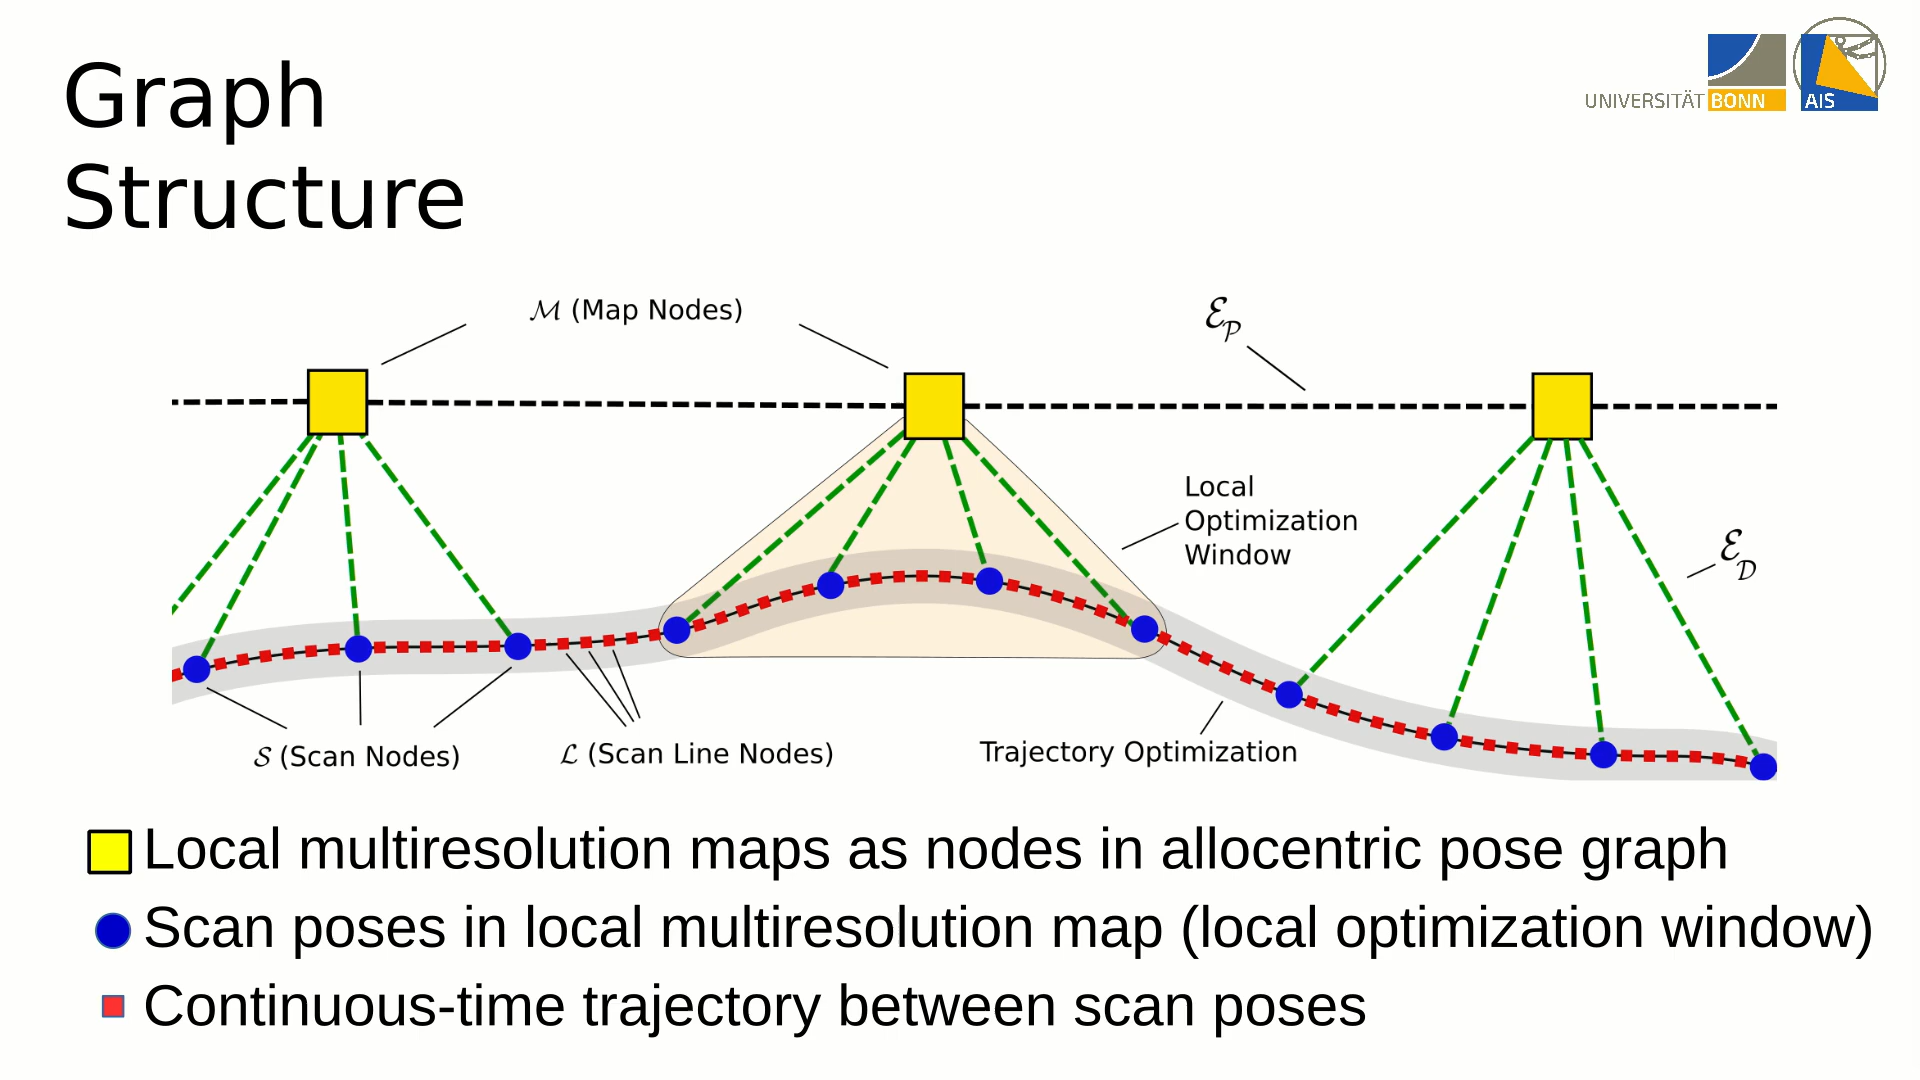 Graph
Structure
UNIVERSITÄT BONN
AIS
ℳ (Map Nodes)
ℰ𝒫
Local
Optimization
Window
ℰ𝒟
𝒮 (Scan Nodes)
ℒ (Scan Line Nodes)
Trajectory Optimization
Local multiresolution maps as nodes in allocentric pose graph
Scan poses in local multiresolution map (local optimization window)
Continuous-time trajectory between scan poses